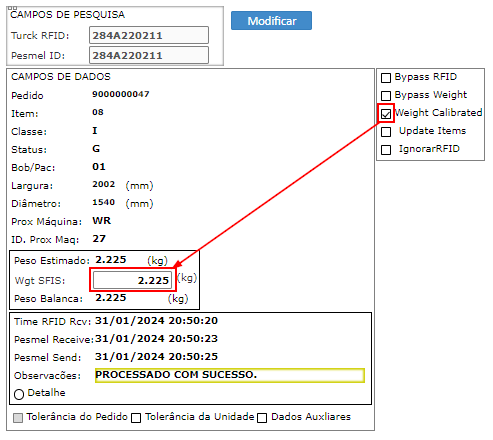 CAMPOS DE PESQUISA
Turck RFID: 284A220211
Pesmel ID: 284A220211
Modificar
CAMPOS DE DADOS
Pedido 9000000047
Item: 08
Classe: I
Status: G
Bob/Pac: 01
Largura: 2002 (mm)
Diâmetro: 1540 (mm)
Prox Máquina: WR
ID. Prox Maq: 27
Peso Estimado: 2.225 (kg)
Wgt SFIS: 2.225 (kg)
Peso Balanca: 2.225 (kg)
Time RFID Rcv: 31/01/2024 20:50:20
Pesmel Receive: 31/01/2024 20:50:23
Pesmel Send: 31/01/2024 20:50:25
Observacões: PROCESSADO COM SUCESSO.
Detalhe
Tolerância do Pedido Tolerância da Unidade Dados Auxliares
Bypass RFID
Bypass Weight
Weight Calibrated
Update Items
IgnorarRFID